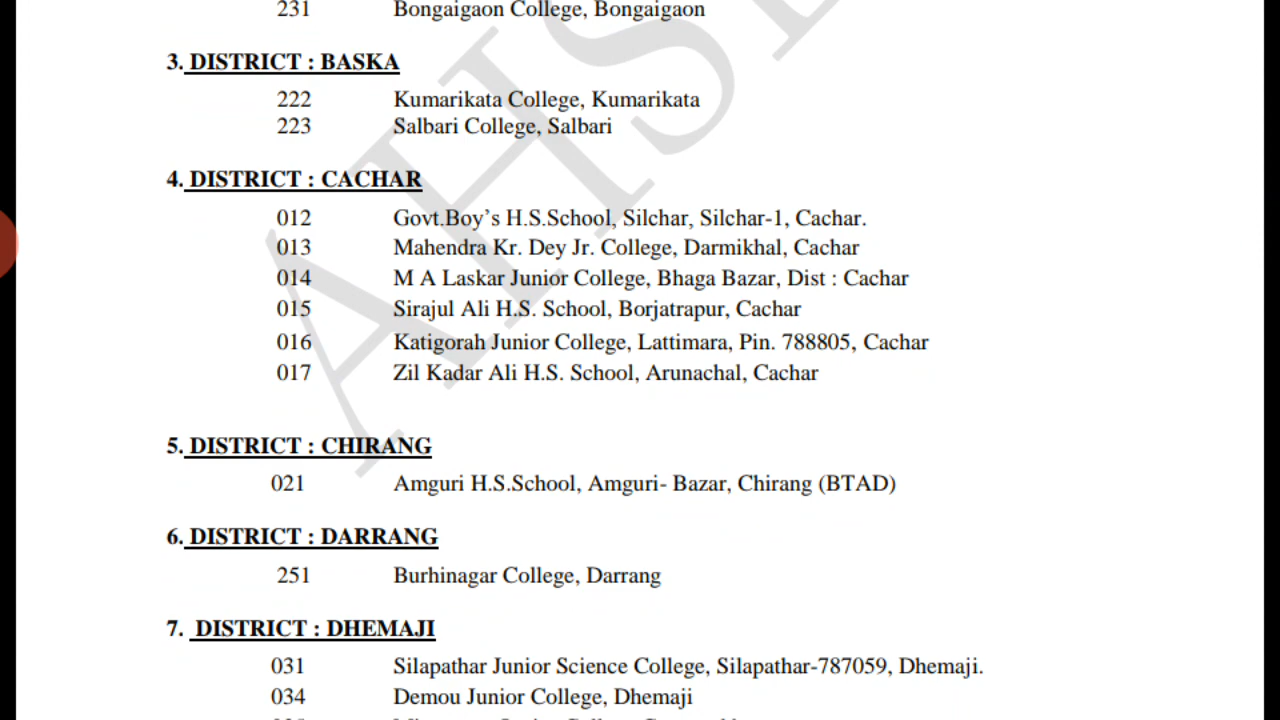 231 Bongaigaon College, Bongaigaon
3. DISTRICT : BASKA
222 Kumarikata College, Kumarikata
223 Salbari College, Salbari
4. DISTRICT : CACHAR
012 Govt.Boy’s H.S.School, Silchar, Silchar-1, Cachar.
013 Mahendra Kr. Dey Jr. College, Darmikhal, Cachar
014 M A Laskar Junior College, Bhaga Bazar, Dist : Cachar
015 Sirajul Ali H.S. School, Borjatrapur, Cachar
016 Katigorah Junior College, Lattimara, Pin. 788805, Cachar
017 Zil Kadar Ali H.S. School, Arunachal, Cachar
5. DISTRICT : CHIRANG
021 Amguri H.S.School, Amguri- Bazar, Chirang (BTAD)
6. DISTRICT : DARRANG
251 Burhinagar College, Darrang
7. DISTRICT : DHEMAJI
031 Silapathar Junior Science College, Silapathar-787059, Dhemaji.
034 Demou Junior College, Dhemaji
AHS